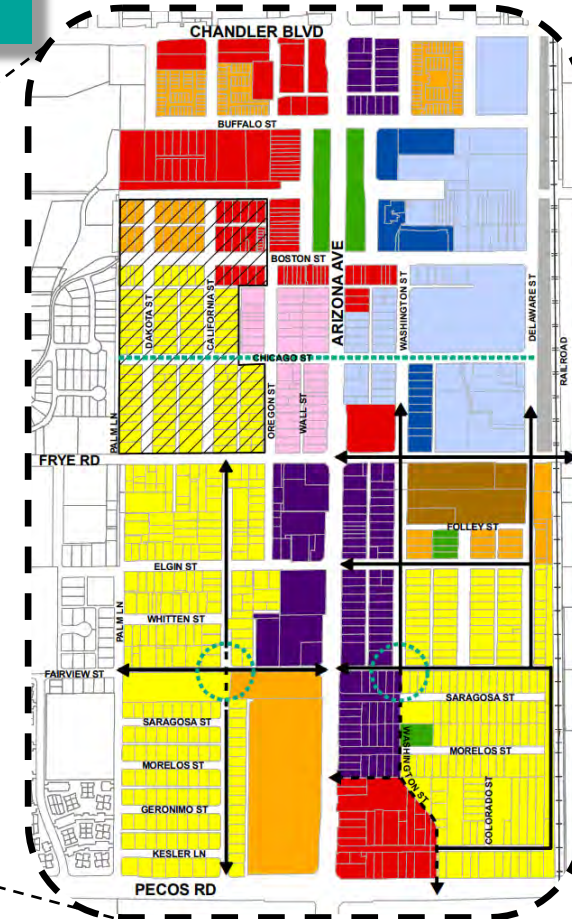 CHANDLER BLVD
BUFFALO ST
BOSTON ST
ARIZONA AVE
WASHINGTON ST
DELAWARE ST
RAILROAD
DAKOTA ST
CALIFORNIA ST
CHICAGO ST
OREGON ST
WALL ST
PALM LN
FRYE RD
FOLLEY ST
ELGIN ST
PALM LN
WHITTEN ST
FAIRVIEW ST
SARAGOSA ST
SARAGOSA ST
WASHINGTON ST
MORELOS ST
MORELOS ST
COLORADO ST
GERONIMO ST
KESLER LN
PECOS RD